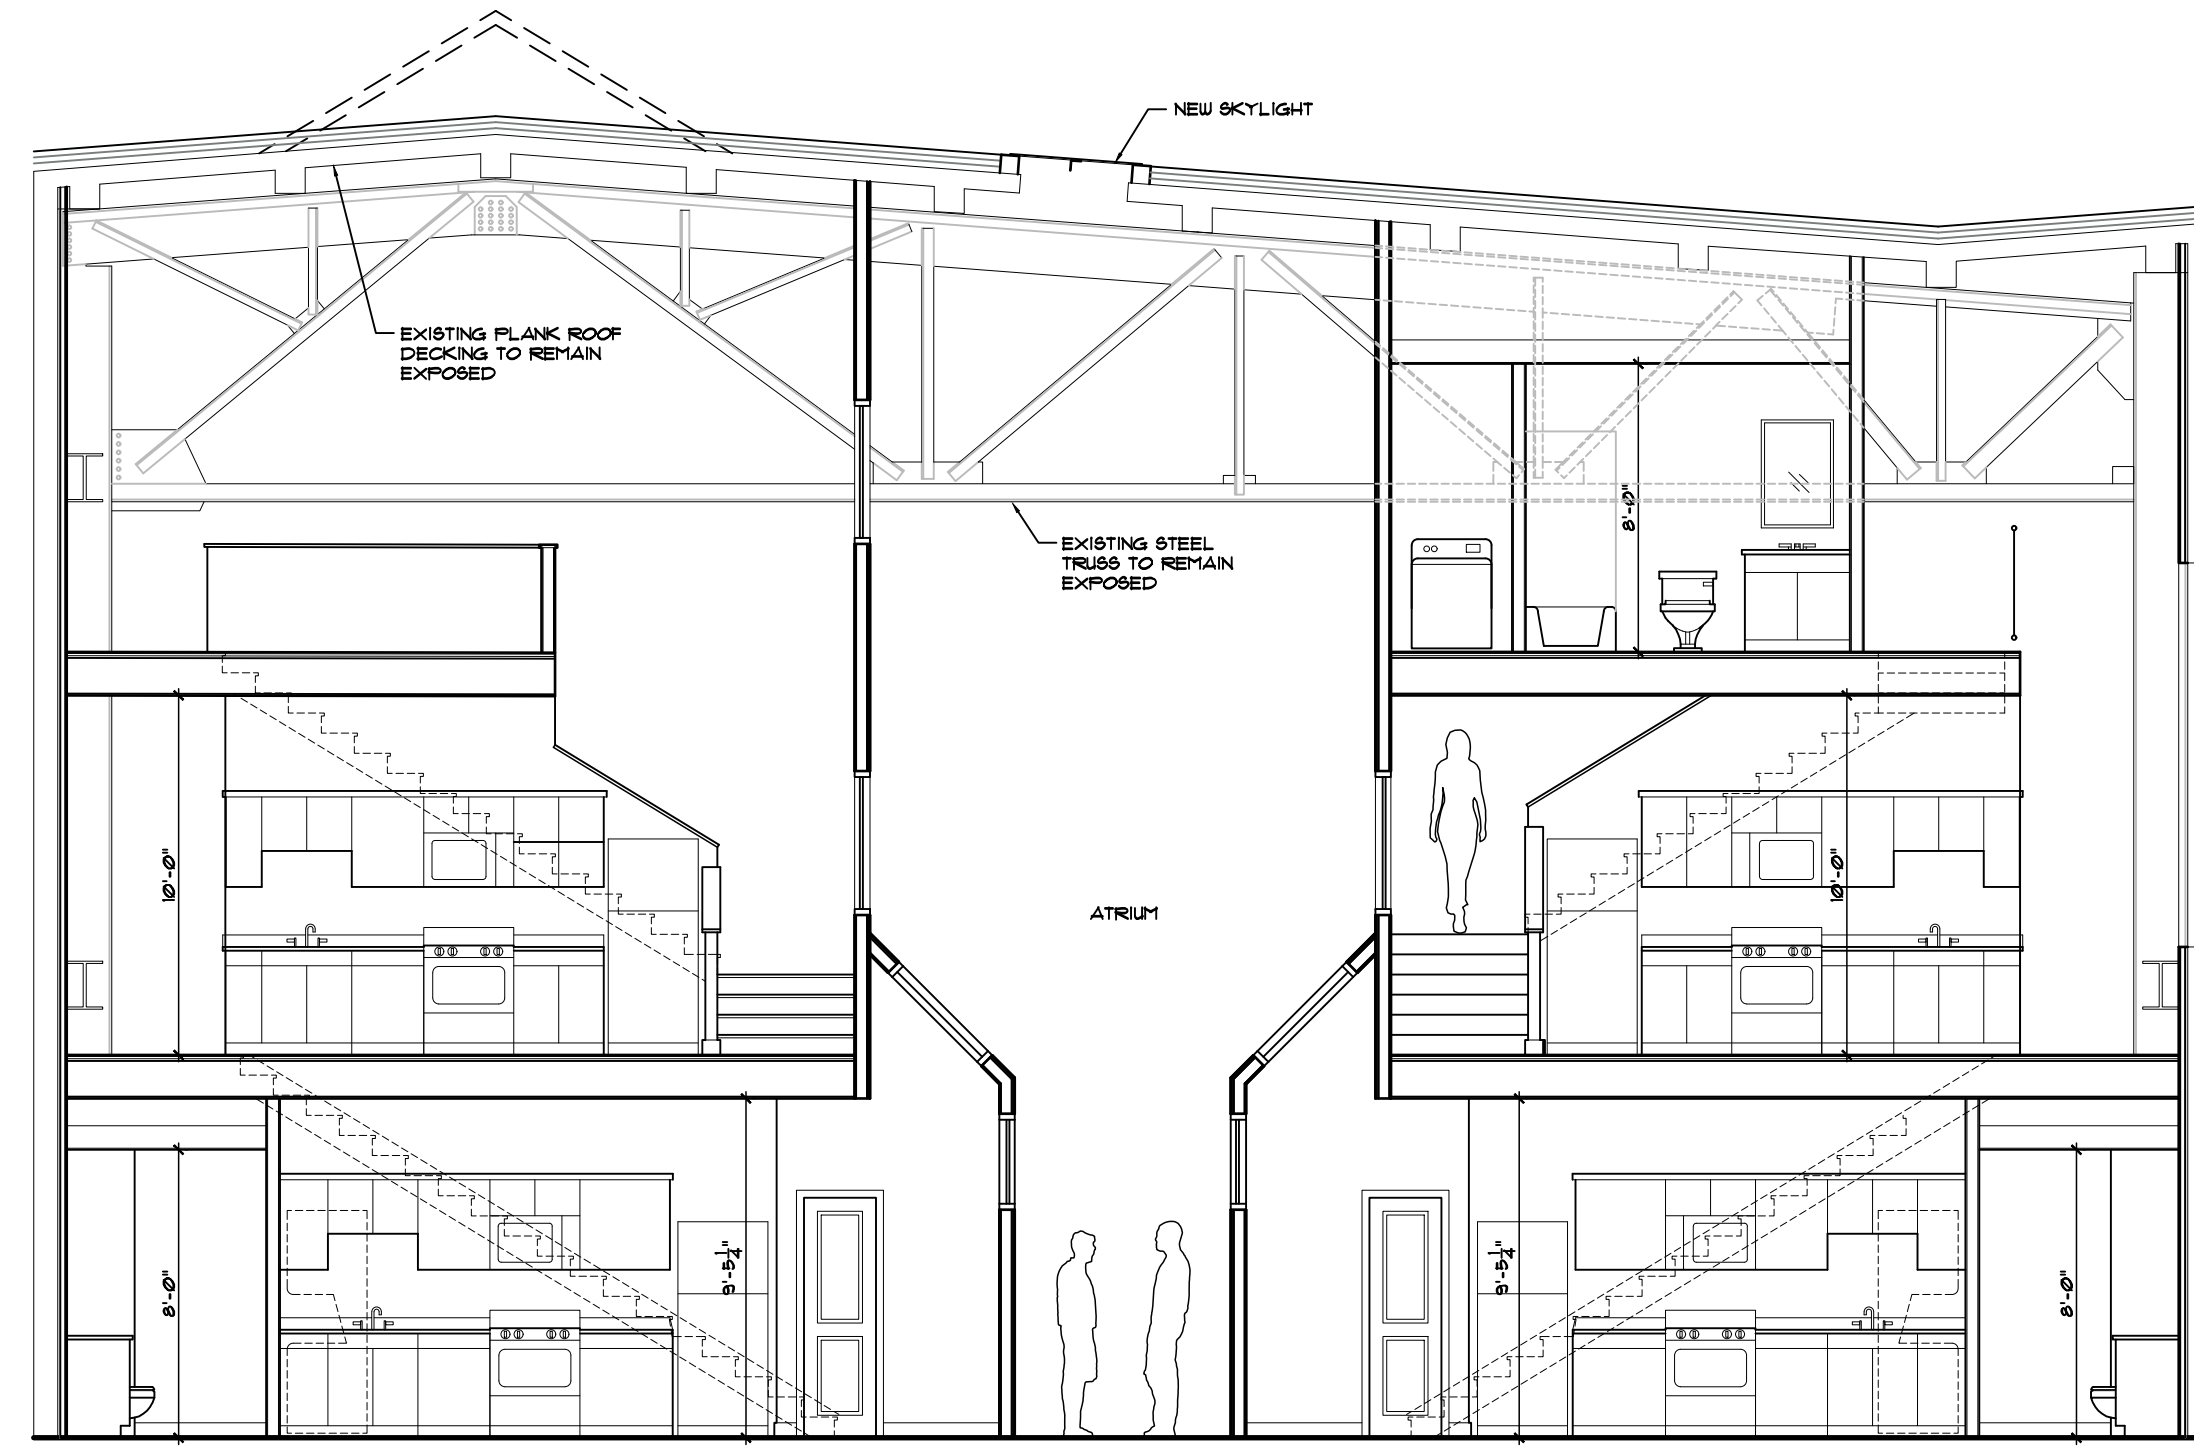 NEW SKYLIGHT
EXISTING PLANK ROOF
DECKING TO REMAIN
EXPOSED
8'-0"
EXISTING STEEL
TRUSS TO REMAIN
EXPOSED
10'-0"
ATRIUM
10'-0"
8'-0"
9'-5 1/4"
9'-5 1/4"
8'-0"